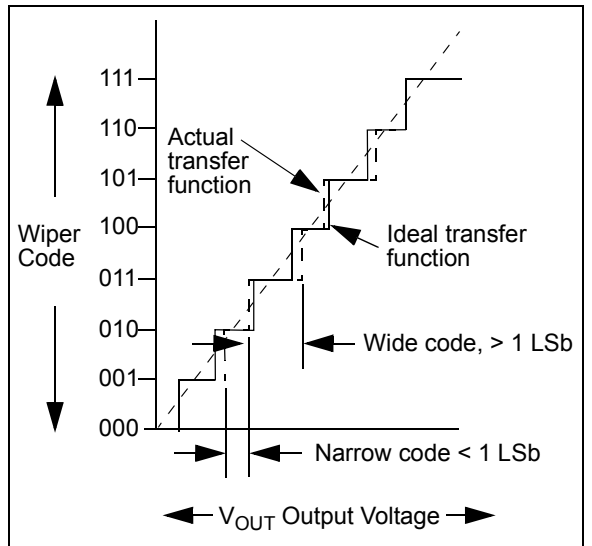 111
110
Actual
transfer
function
101
Wiper
Code
100
Ideal transfer
function
011
010
Wide code, > 1 LSb
001
000
Narrow code < 1 LSb
VOUT Output Voltage